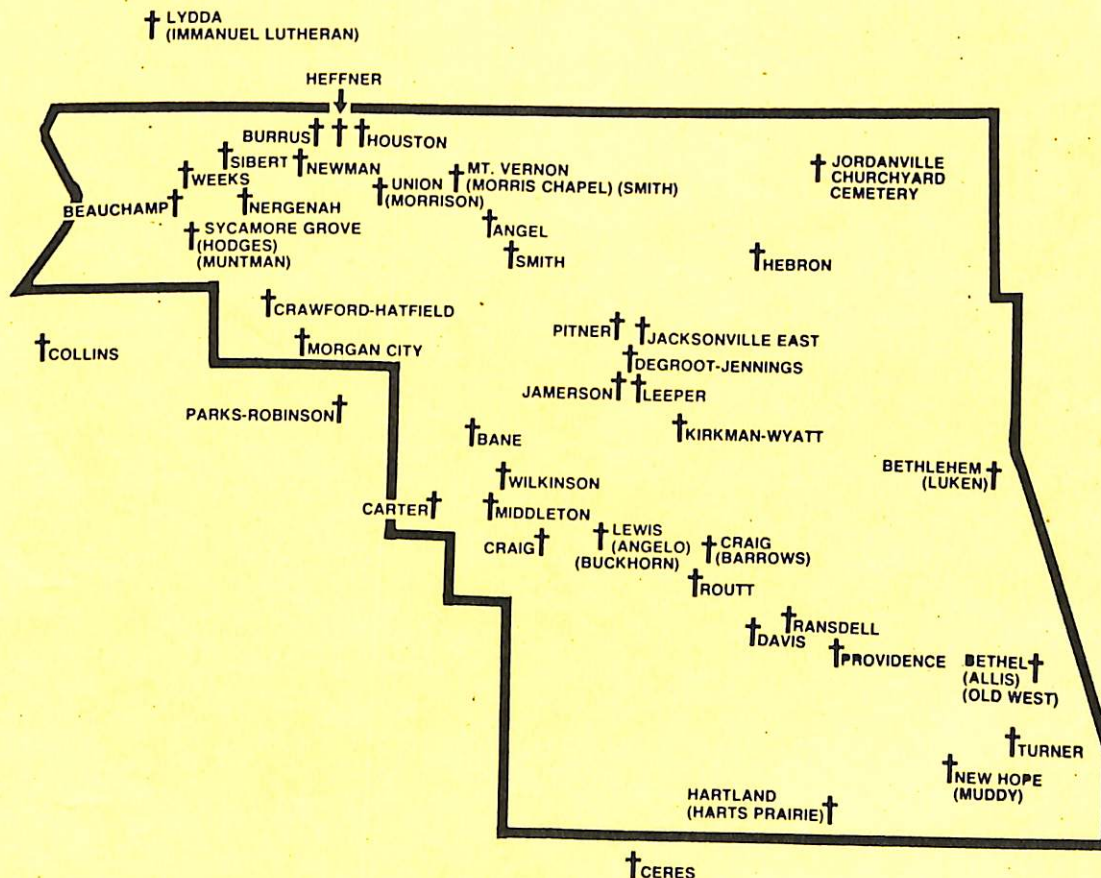 LYDDA
(IMMANUEL LUTHERAN)
HEFFNER
BURRUS
HOUSTON
SIBERT
NEWMAN
MT. VERNON
(MORRIS CHAPEL) (SMITH)
JORDANVILLE
CHURCHYARD
CEMETERY
WEEKS
UNION
(MORRISON)
BEAUCHAMP
NERGENAH
SYCAMORE GROVE
(HODGES)
(MUNTMAN)
ANGEL
SMITH
HEBRON
CRAWFORD-HATFIELD
PITNER
JACKSONVILLE EAST
COLLINS
MORGAN CITY
DEGROOT-JENNINGS
JAMERSON
LEEPER
PARKS-ROBINSON
BANE
KIRKMAN-WYATT
BETHLEHEM
(LUKEN)
WILKINSON
CARTER
MIDDLETON
CRAIG
LEWIS
(ANGELO)
(BUCKHORN)
CRAIG
(BARROWS)
ROUTT
RANSDELL
DAVIS
PROVIDENCE
BETHEL
(ALLIS)
(OLD WEST)
TURNER
NEW HOPE
(MUDDY)
HARTLAND
(HARTS PRAIRIE)
CERES